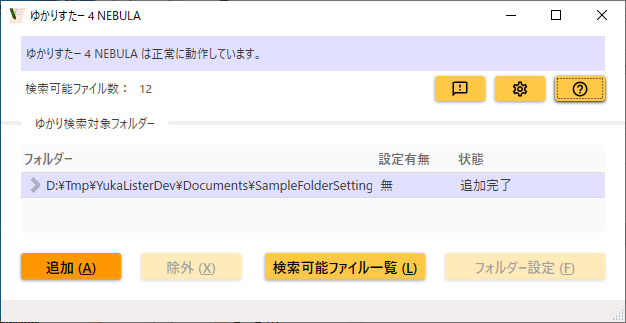 ゆかりすたー 4 NEBULA
ゆかりすたー 4 NEBULA は正常に動作しています。
検索可能ファイル数： 12
ゆかり検索対象フォルダー
フォルダー 設定有無 状態
D:¥Tmp¥YukaListerDev¥Documents¥SampleFolderSetting 無 追加完了
追加 (A) 除外 (X) 検索可能ファイル一覧 (L) フォルダー設定 (F)